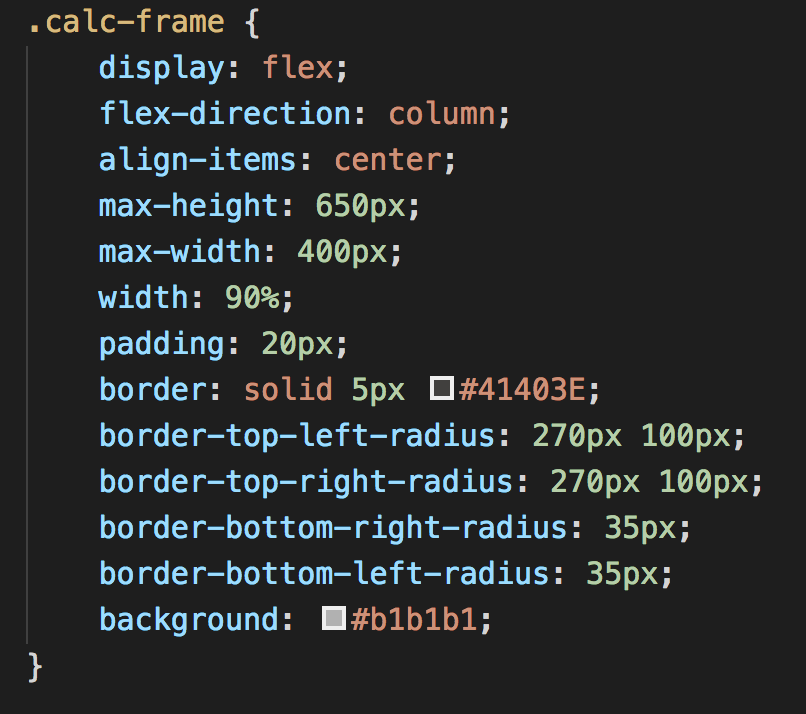 .calc-frame {
display: flex;
flex-direction: column;
align-items: center;
max-height: 650px;
max-width: 400px;
width: 90%;
padding: 20px;
border: solid 5px #41403E;
border-top-left-radius: 270px 100px;
border-top-right-radius: 270px 100px;
border-bottom-right-radius: 35px;
border-bottom-left-radius: 35px;
background: #b1b1b1;
}